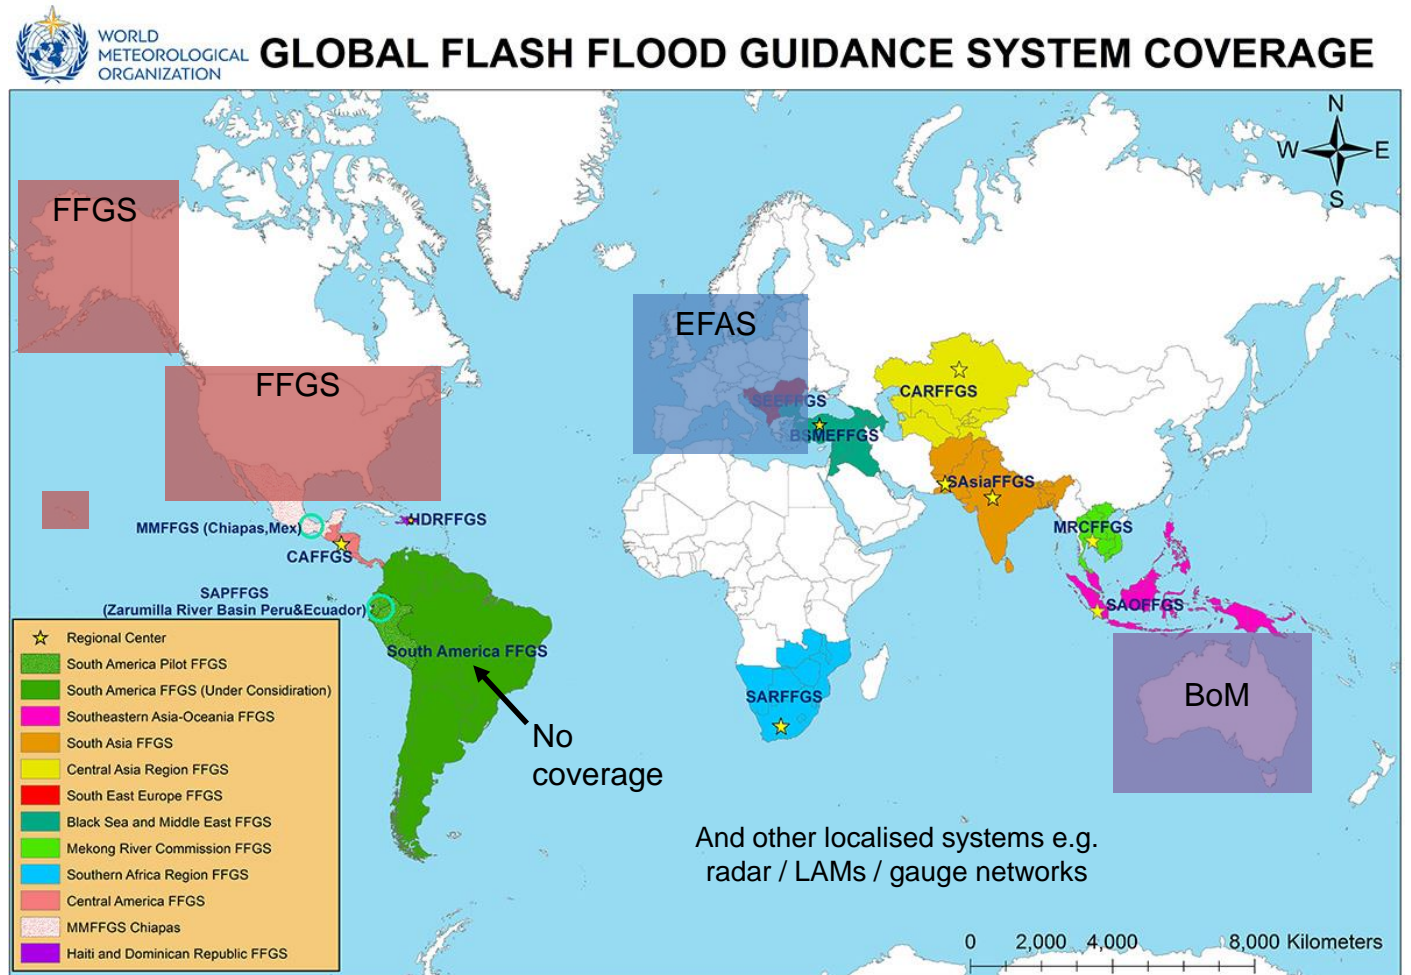 WORLD
METEOROLOGICAL
ORGANIZATION
GLOBAL FLASH FLOOD GUIDANCE SYSTEM COVERAGE
N
W E
S
FFGS
FFGS
EFAS
SEEFFGS
BSMEFFGS
CARFFGS
SAsiaFFGS
MRCFFGS
SAOFFGS
HDRFFGS
MMFFGS (Chiapas,Mex)
CAFFGS
SAPFFGS
(Zarumilla River Basin Peru&Ecuador)
South America FFGS
No
coverage
SARFFGS
BoM
And other localised systems e.g.
radar / LAMs / gauge networks
Regional Center
South America Pilot FFGS
South America FFGS (Under Considiration)
Southeastern Asia-Oceania FFGS
South Asia FFGS
Central Asia Region FFGS
South East Europe FFGS
Black Sea and Middle East FFGS
Mekong River Commission FFGS
Southern Africa Region FFGS
Central America FFGS
MMFFGS Chiapas
Haiti and Dominican Republic FFGS
0 2,000 4,000 8,000 Kilometers